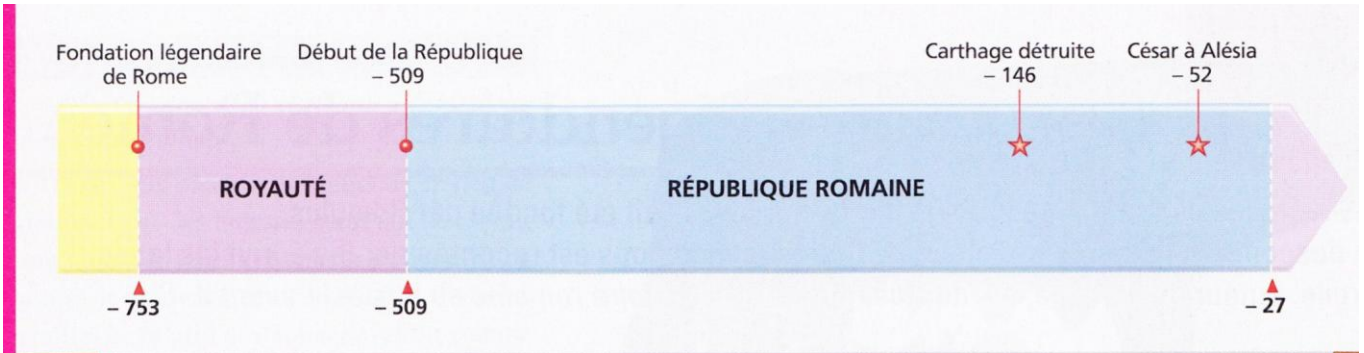 Fondation légendaire
de Rome
Début de la République
– 509
Carthage détruite
– 146
César à Alésia
– 52
ROYAUTÉ
RÉPUBLIQUE ROMAINE
– 753
– 509
– 27